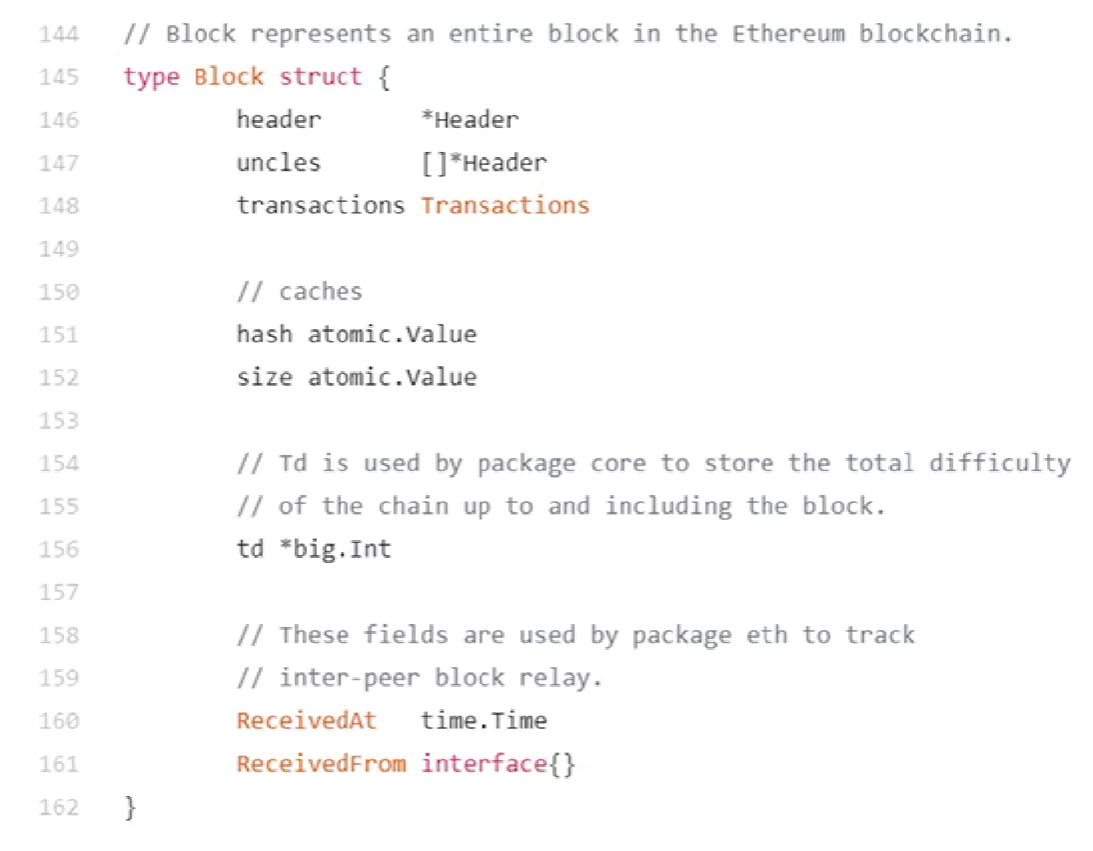 144 // Block represents an entire block in the Ethereum blockchain.
145 type Block struct {
146 header *Header
147 uncles []*Header
148 transactions Transactions
149
150 // caches
151 hash atomic.Value
152 size atomic.Value
153
154 // Td is used by package core to store the total difficulty
155 // of the chain up to and including the block.
156 td *big.Int
157
158 // These fields are used by package eth to track
159 // inter-peer block relay.
160 ReceivedAt time.Time
161 ReceivedFrom interface{}
162 }